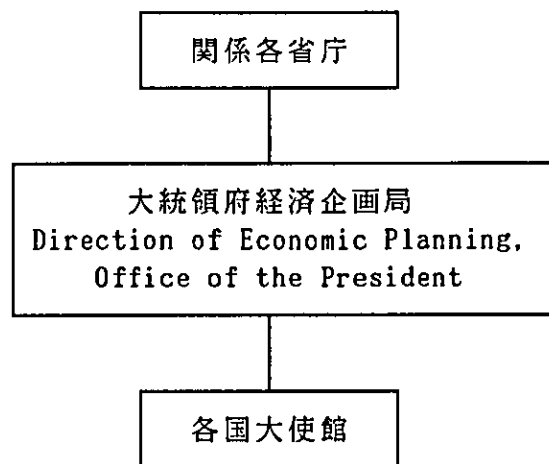 関係各省庁
大統領府経済企画局
Direction of Economic Planning,
Office of the President
各国大使館